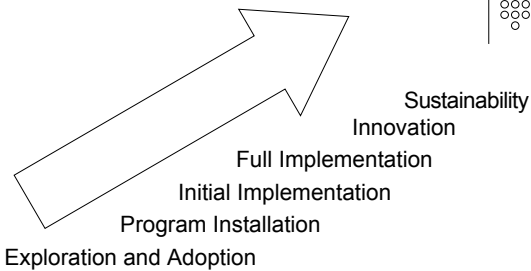 Sustainability
Innovation
Full Implementation
Initial Implementation
Program Installation
Exploration and Adoption